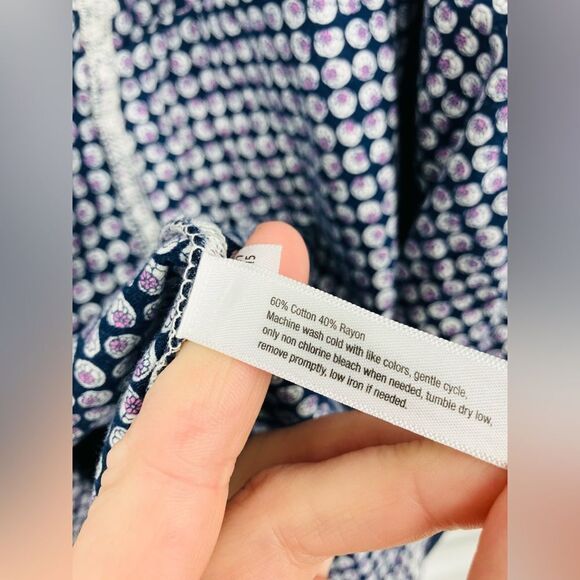 60% Cotton 40% Rayon
Machine wash cold with like colors, gentle cycle,
only non chlorine bleach when needed, tumble dry low,
remove promptly, low iron if needed.